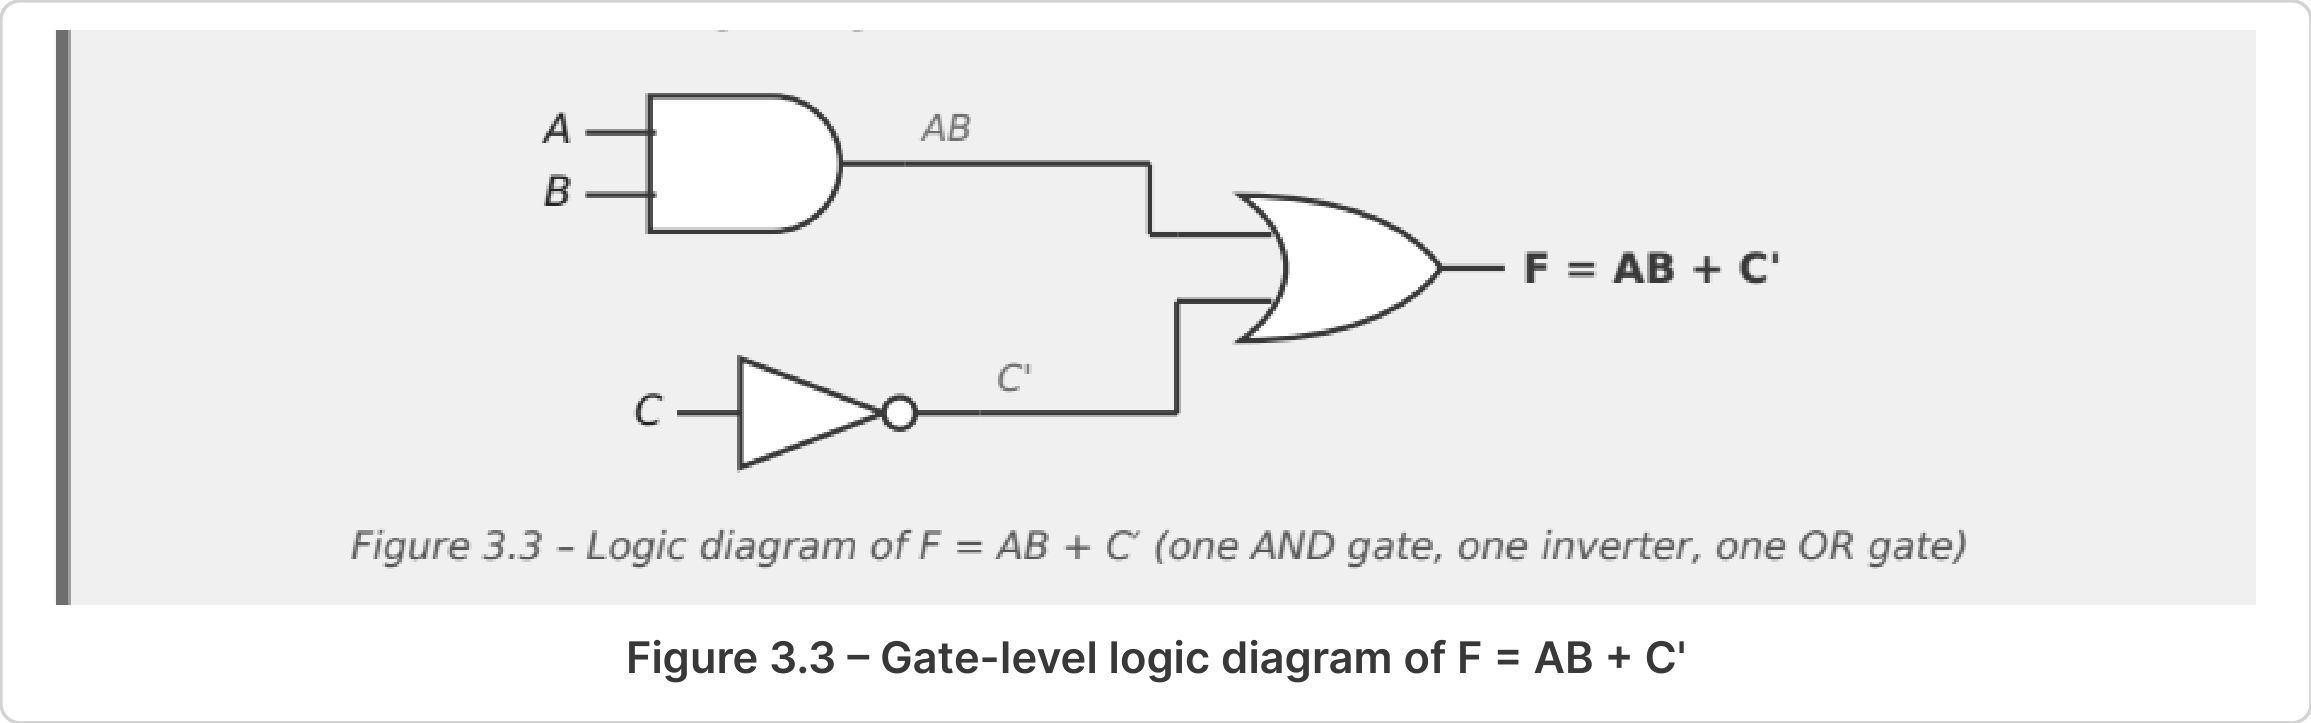 A
AB
B
F = AB + C'
C'
C
Figure 3.3 – Logic diagram of F = AB + C′ (one AND gate, one inverter, one OR gate)
Figure 3.3 – Gate-level logic diagram of F = AB + C'